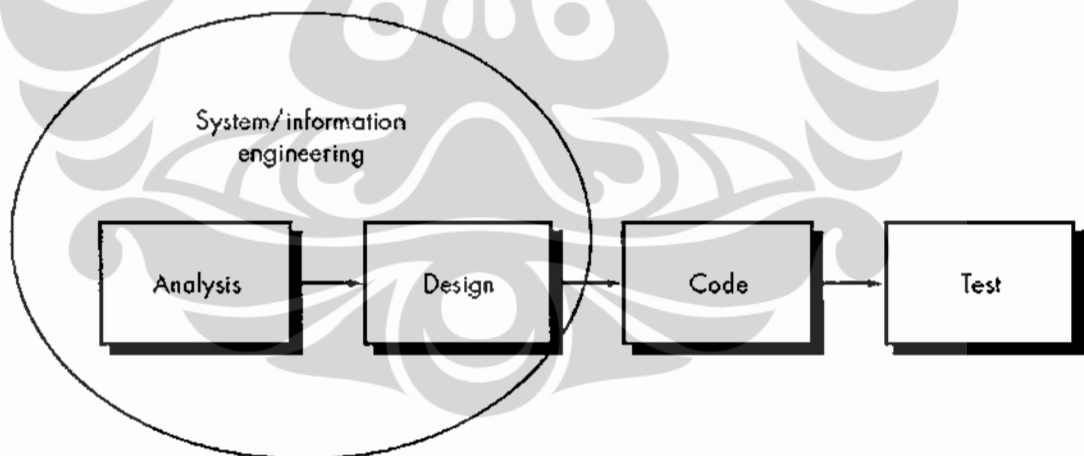 System/information
engineering
Analysis
Design
Code
Test